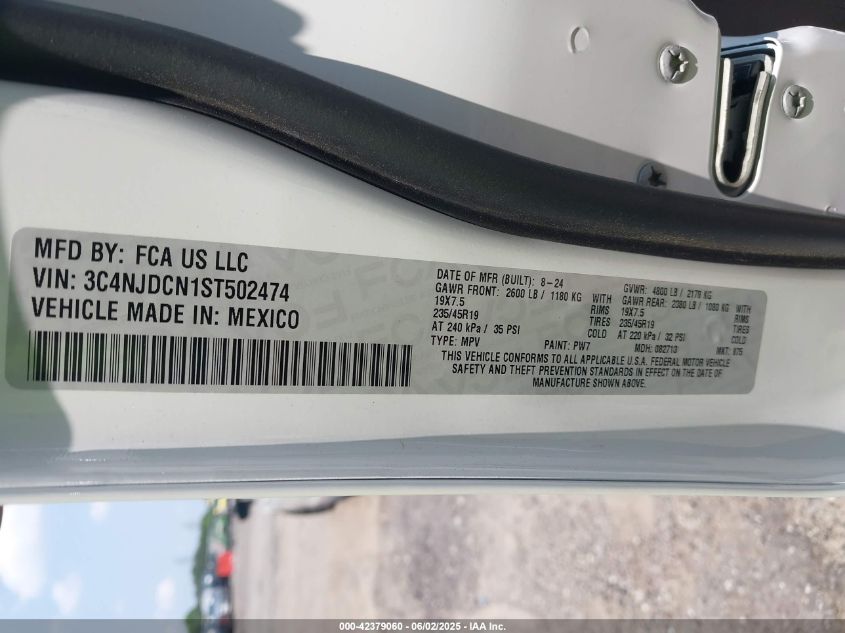 MFD BY: FCA US LLC
VIN: 3C4NJDCN1ST502474
VEHICLE MADE IN: MEXICO
DATE OF MFR (BUILT): 8-24 GVWR: 4800 LB / 2178 KG
GAWR FRONT: 2600 LB / 1180 KG WITH GAWR REAR: 2380 LB / 1080 KG WITH
19X7.5 RIMS 19X7.5 RIMS
235/45R19 TIRES 235/45R19 TIRES
AT 240 kPa / 35 PSI COLD AT 220 kPa / 32 PSI COLD
TYPE: MPV PAINT: PW7 MDH: 082713 MKT: 875
THIS VEHICLE CONFORMS TO ALL APPLICABLE U.S.A. FEDERAL MOTOR VEHICLE
SAFETY AND THEFT PREVENTION STANDARDS IN EFFECT ON THE DATE OF
MANUFACTURE SHOWN ABOVE.
000-42379060 - 06/02/2025 - IAA Inc.